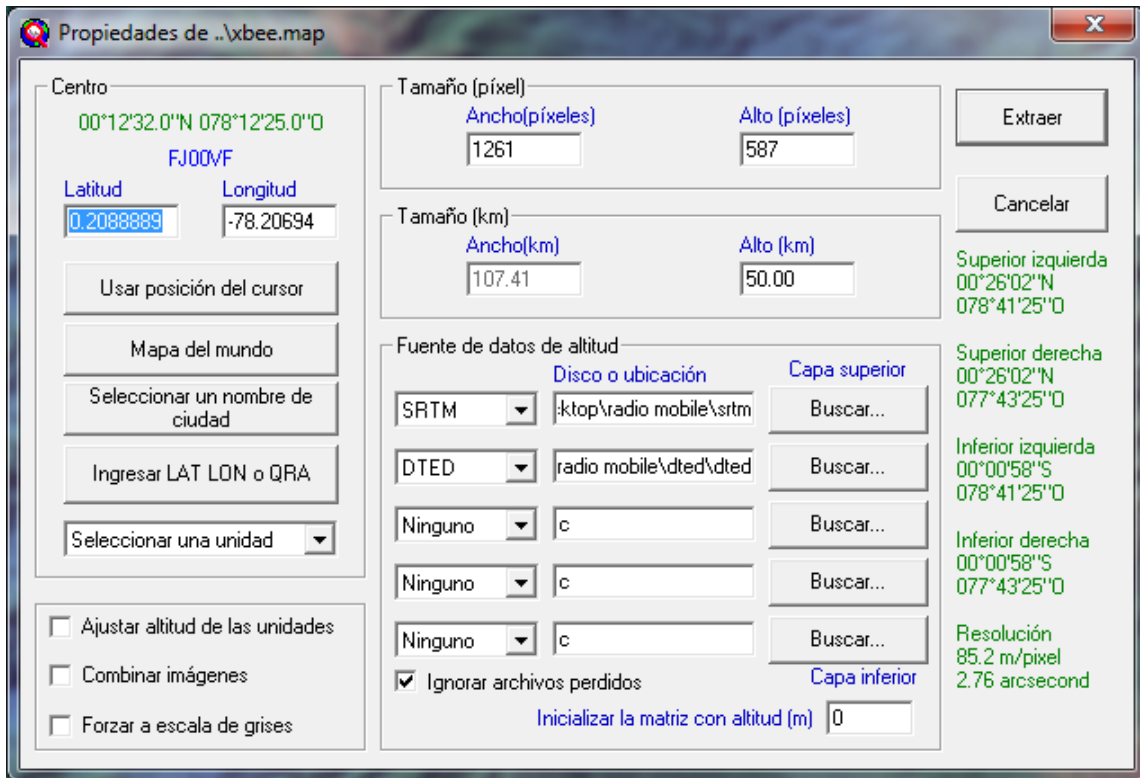 Propiedades de ..\xbee.map
Centro
00°12'32.0''N 078°12'25.0''O
FJ00VF
Latitud Longitud
0.2088889 -78.20694
Usar posición del cursor
Mapa del mundo
Seleccionar un nombre de
ciudad
Ingresar LAT LON o QRA
Seleccionar una unidad
Ajustar altitud de las unidades
Combinar imágenes
Forzar a escala de grises
Tamaño (píxel)
Ancho(píxeles) Alto (píxeles)
1261 587
Tamaño (km)
Ancho(km) Alto (km)
107.41 50.00
Fuente de datos de altitud
Disco o ubicación Capa superior
SRTM :ktop\radio mobile\srtm Buscar...
DTED radio mobile\dted\dted Buscar...
Ninguno c Buscar...
Ninguno c Buscar...
Ninguno c Buscar...
Ignorar archivos perdidos Capa inferior
Inicializar la matriz con altitud (m) 0
Extraer
Cancelar
Superior izquierda
00°26'02''N
078°41'25''O
Superior derecha
00°26'02''N
077°43'25''O
Inferior izquierda
00°00'58''S
078°41'25''O
Inferior derecha
00°00'58''S
077°43'25''O
Resolución
85.2 m/pixel
2.76 arcsecond